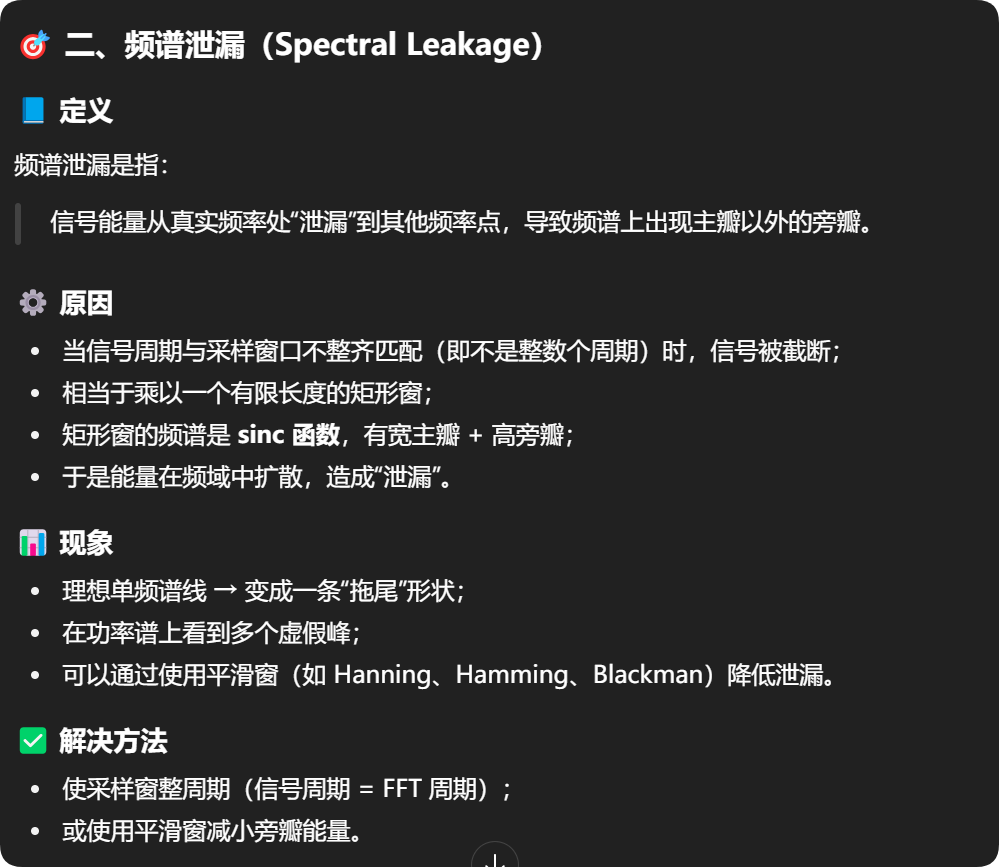 🎯 二、频谱泄漏（Spectral Leakage）
📘 定义
频谱泄漏是指：
信号能量从真实频率处“泄漏”到其他频率点，导致频谱上出现主瓣以外的旁瓣。
⚙️ 原因
• 当信号周期与采样窗口不整齐匹配（即不是整数个周期）时，信号被截断；
• 相当于乘以一个有限长度的矩形窗；
• 矩形窗的频谱是 sinc 函数，有宽主瓣 + 高旁瓣；
• 于是能量在频域中扩散，造成“泄漏”。
📊 现象
• 理想单频谱线 → 变成一条“拖尾”形状；
• 在功率谱上看到多个虚假峰；
• 可以通过使用平滑窗（如 Hanning、Hamming、Blackman）降低泄漏。
✅ 解决方法
• 使采样窗整周期（信号周期 = FFT 周期）；
• 或使用平滑窗减小旁瓣能量。